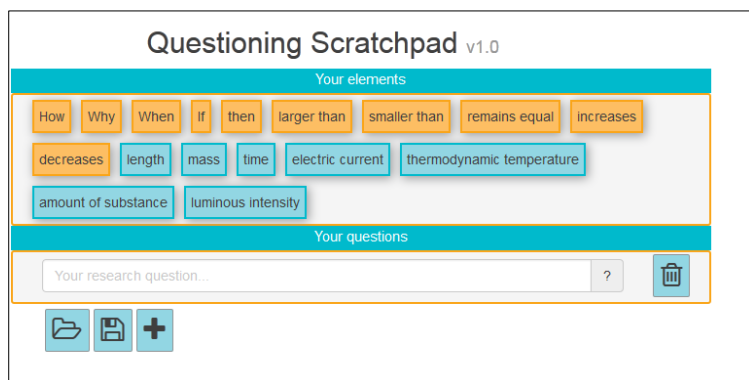 Questioning Scratchpad v1.0
Your elements
How Why When If then larger than smaller than remains equal increases
decreases length mass time electric current thermodynamic temperature
amount of substance luminous intensity
Your questions
Your research question... ?